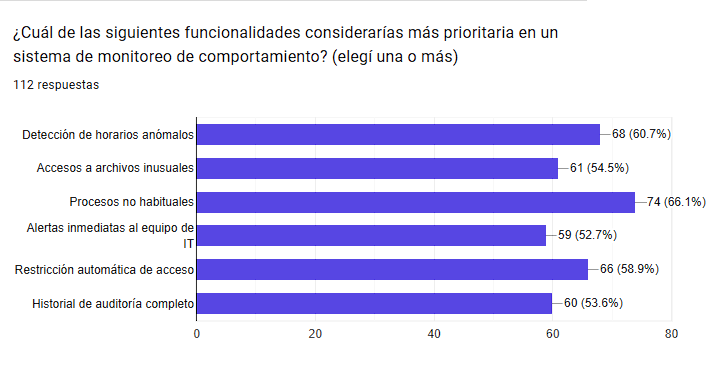 ¿Cuál de las siguientes funcionalidades considerarías más prioritaria en un
sistema de monitoreo de comportamiento? (elegí una o más)
112 respuestas
Detección de horarios anómalos 68 (60.7%)
Accesos a archivos inusuales 61 (54.5%)
Procesos no habituales 74 (66.1%)
Alertas inmediatas al equipo de
IT 59 (52.7%)
Restricción automática de acceso 66 (58.9%)
Historial de auditoría completo 60 (53.6%)
0 20 40 60 80